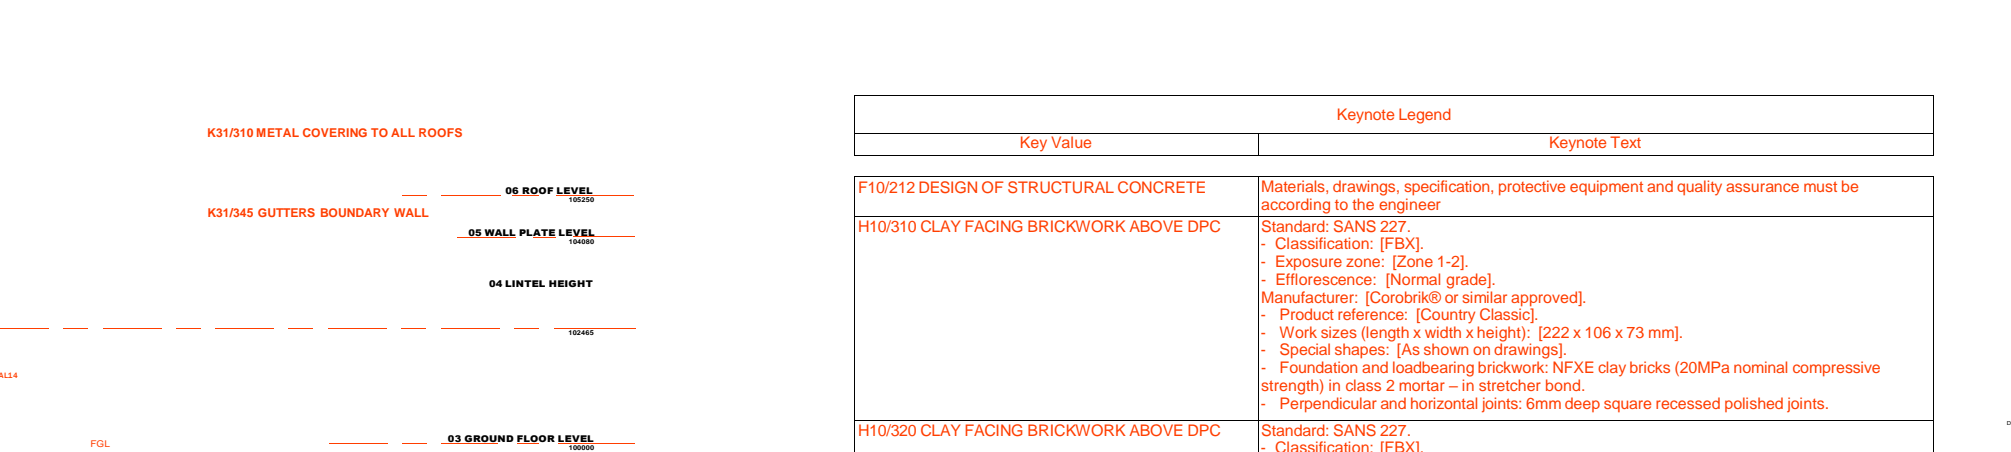 K31/310 METAL COVERING TO ALL ROOFS
06 ROOF LEVEL
105250
K31/345 GUTTERS BOUNDARY WALL
05 WALL PLATE LEVEL
104080
04 LINTEL HEIGHT
102465
AL14
FGL
03 GROUND FLOOR LEVEL
100000
Keynote Legend
Key Value
Keynote Text
F10/212 DESIGN OF STRUCTURAL CONCRETE
Materials, drawings, specification, protective equipment and quality assurance must be
according to the engineer
H10/310 CLAY FACING BRICKWORK ABOVE DPC
Standard: SANS 227.
- Classification: [FBX].
- Exposure zone: [Zone 1-2].
- Efflorescence: [Normal grade].
Manufacturer: [Corobrik® or similar approved].
- Product reference: [Country Classic].
- Work sizes (length x width x height): [222 x 106 x 73 mm].
- Special shapes: [As shown on drawings].
- Foundation and loadbearing brickwork: NFXE clay bricks (20MPa nominal compressive
strength) in class 2 mortar – in stretcher bond.
- Perpendicular and horizontal joints: 6mm deep square recessed polished joints.
H10/320 CLAY FACING BRICKWORK ABOVE DPC
Standard: SANS 227.
- Classification: [FBX].
D